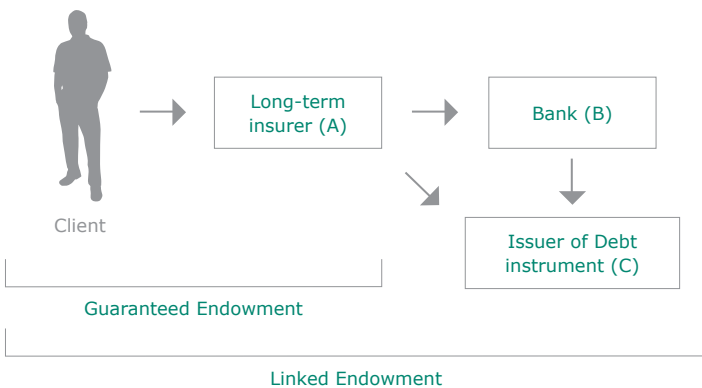 Long-term
insurer (A)
Bank (B)
Client
Issuer of Debt
instrument (C)
Guaranteed Endowment
Linked Endowment